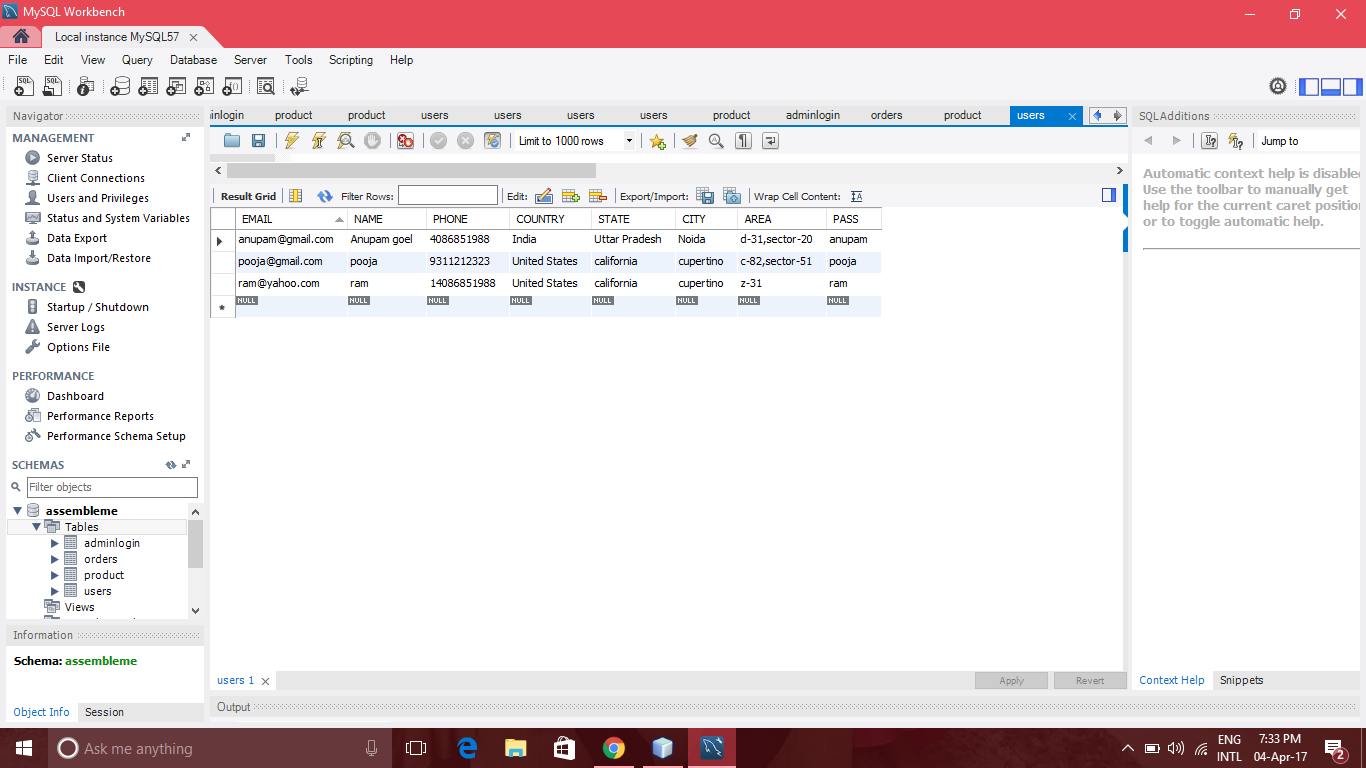 MySQL Workbench
Local instance MySQL57
File Edit View Query Database Server Tools Scripting Help
Navigator
MANAGEMENT
Server Status
Client Connections
Users and Privileges
Status and System Variables
Data Export
Data Import/Restore
INSTANCE
Startup / Shutdown
Server Logs
Options File
PERFORMANCE
Dashboard
Performance Reports
Performance Schema Setup
SCHEMAS
Filter objects
assembleme
Tables
adminlogin
orders
product
users
Views
Information
Schema: assembleme
Object Info Session
inlogin product product users users users users product adminlogin orders product users
Limit to 1000 rows
Result Grid Filter Rows: Edit: Export/Import: Wrap Cell Content:
EMAIL NAME PHONE COUNTRY STATE CITY AREA PASS
anupam@gmail.com Anupam goel 4086851988 India Uttar Pradesh Noida d-31,sector-20 anupam
pooja@gmail.com pooja 9311212323 United States california cupertino c-82,sector-51 pooja
ram@yahoo.com ram 14086851988 United States california cupertino z-31 ram
NULL NULL NULL NULL NULL NULL NULL NULL
users 1
Apply Revert
Output
SQLAdditions
Jump to
Automatic context help is disable
Use the toolbar to manually get
help for the current caret position
or to toggle automatic help.
Context Help Snippets
Ask me anything
ENG 7:33 PM
INTL 04-Apr-17
2